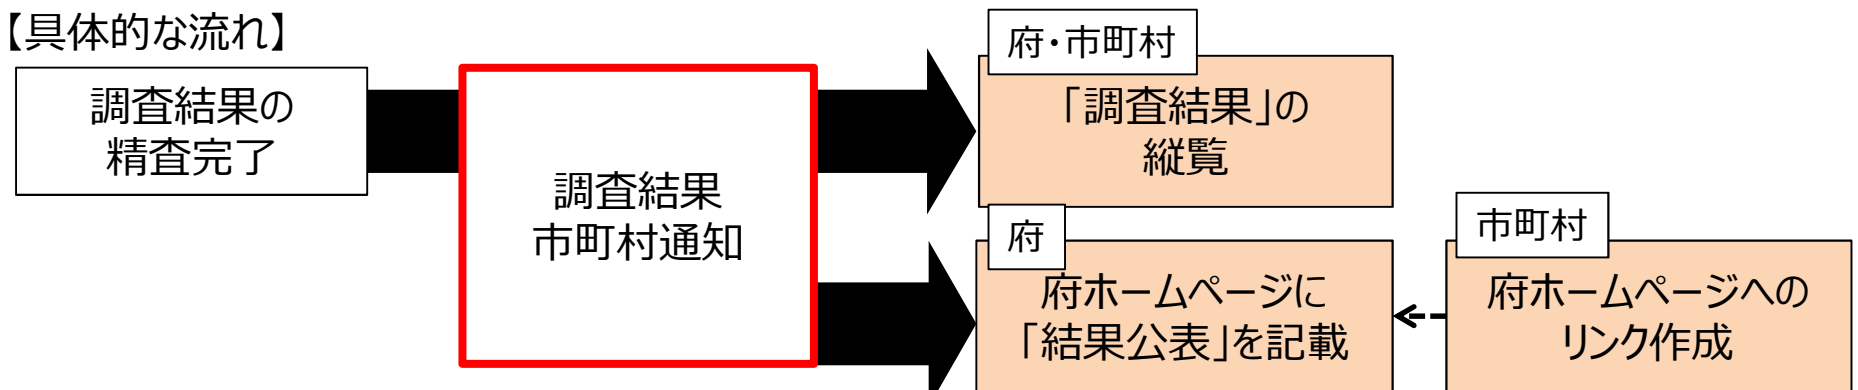 【具体的な流れ】
調査結果の
精査完了
調査結果
市町村通知
府・市町村
「調査結果」の
縦覧
府
府ホームページに
「結果公表」を記載
市町村
府ホームページへの
リンク作成